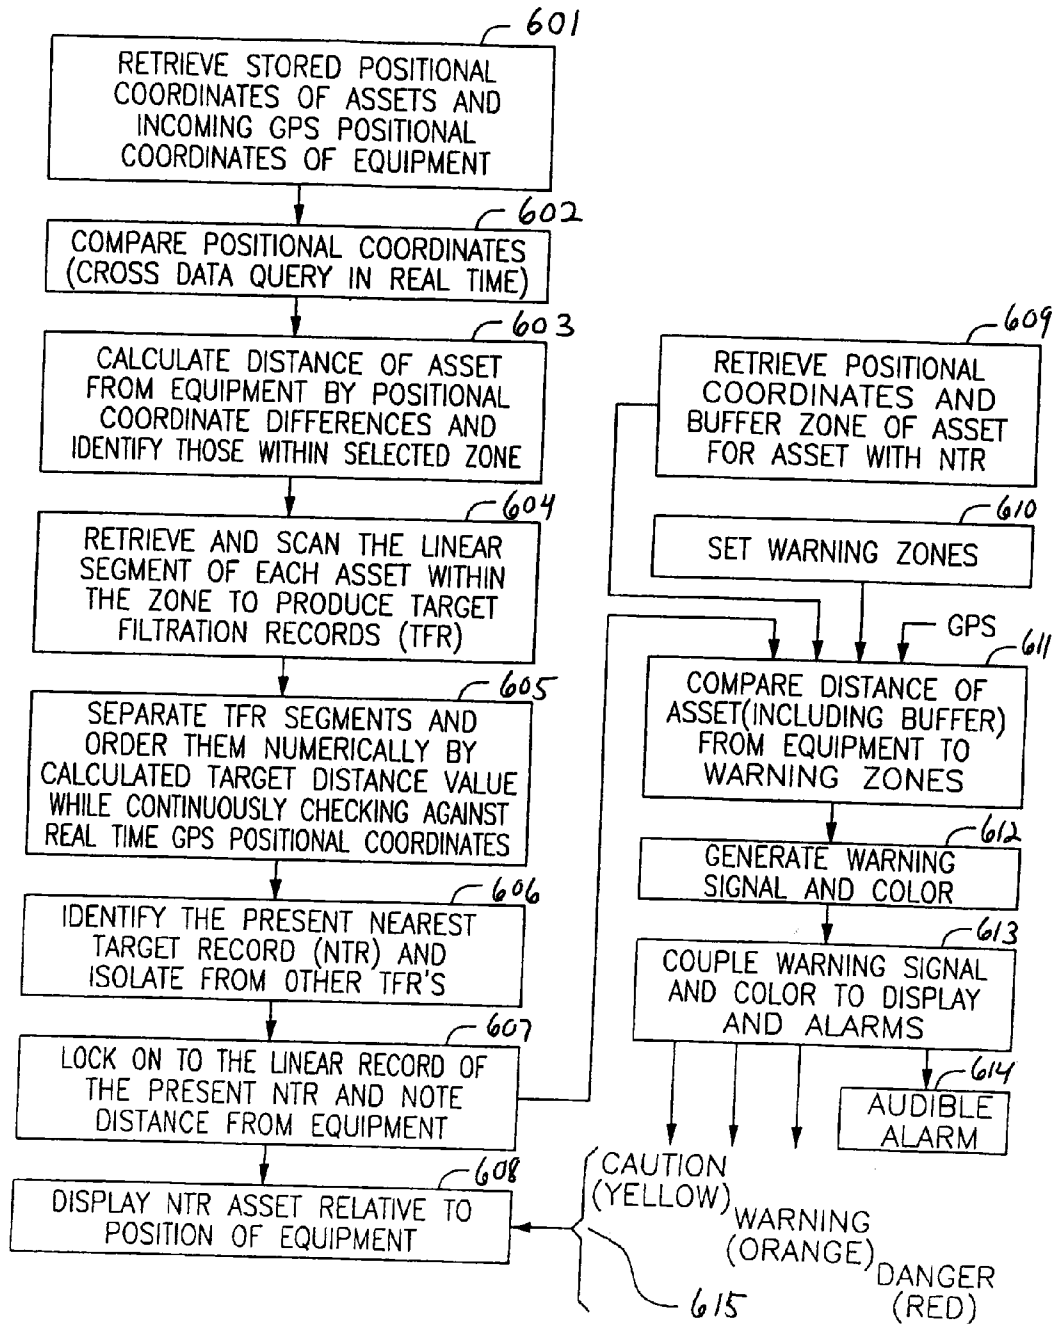 601
RETRIEVE STORED POSITIONAL
COORDINATES OF ASSETS AND
INCOMING GPS POSITIONAL
COORDINATES OF EQUIPMENT
602
COMPARE POSITIONAL COORDINATES
(CROSS DATA QUERY IN REAL TIME)
603
CALCULATE DISTANCE OF ASSET
FROM EQUIPMENT BY POSITIONAL
COORDINATE DIFFERENCES AND
IDENTIFY THOSE WITHIN SELECTED ZONE
604
RETRIEVE AND SCAN THE LINEAR
SEGMENT OF EACH ASSET WITHIN
THE ZONE TO PRODUCE TARGET
FILTRATION RECORDS (TFR)
605
SEPARATE TFR SEGMENTS AND
ORDER THEM NUMERICALLY BY
CALCULATED TARGET DISTANCE VALUE
WHILE CONTINUOUSLY CHECKING AGAINST
REAL TIME GPS POSITIONAL COORDINATES
606
IDENTIFY THE PRESENT NEAREST
TARGET RECORD (NTR) AND
ISOLATE FROM OTHER TFR'S
607
LOCK ON TO THE LINEAR RECORD OF
THE PRESENT NTR AND NOTE
DISTANCE FROM EQUIPMENT
608
DISPLAY NTR ASSET RELATIVE TO
POSITION OF EQUIPMENT
609
RETRIEVE POSITIONAL
COORDINATES AND
BUFFER ZONE OF ASSET
FOR ASSET WITH NTR
610
SET WARNING ZONES
GPS
611
COMPARE DISTANCE OF
ASSET(INCLUDING BUFFER)
FROM EQUIPMENT TO
WARNING ZONES
612
GENERATE WARNING
SIGNAL AND COLOR
613
COUPLE WARNING SIGNAL
AND COLOR TO DISPLAY
AND ALARMS
614
AUDIBLE
ALARM
CAUTION
(YELLOW)
WARNING
(ORANGE)
DANGER
(RED)
615